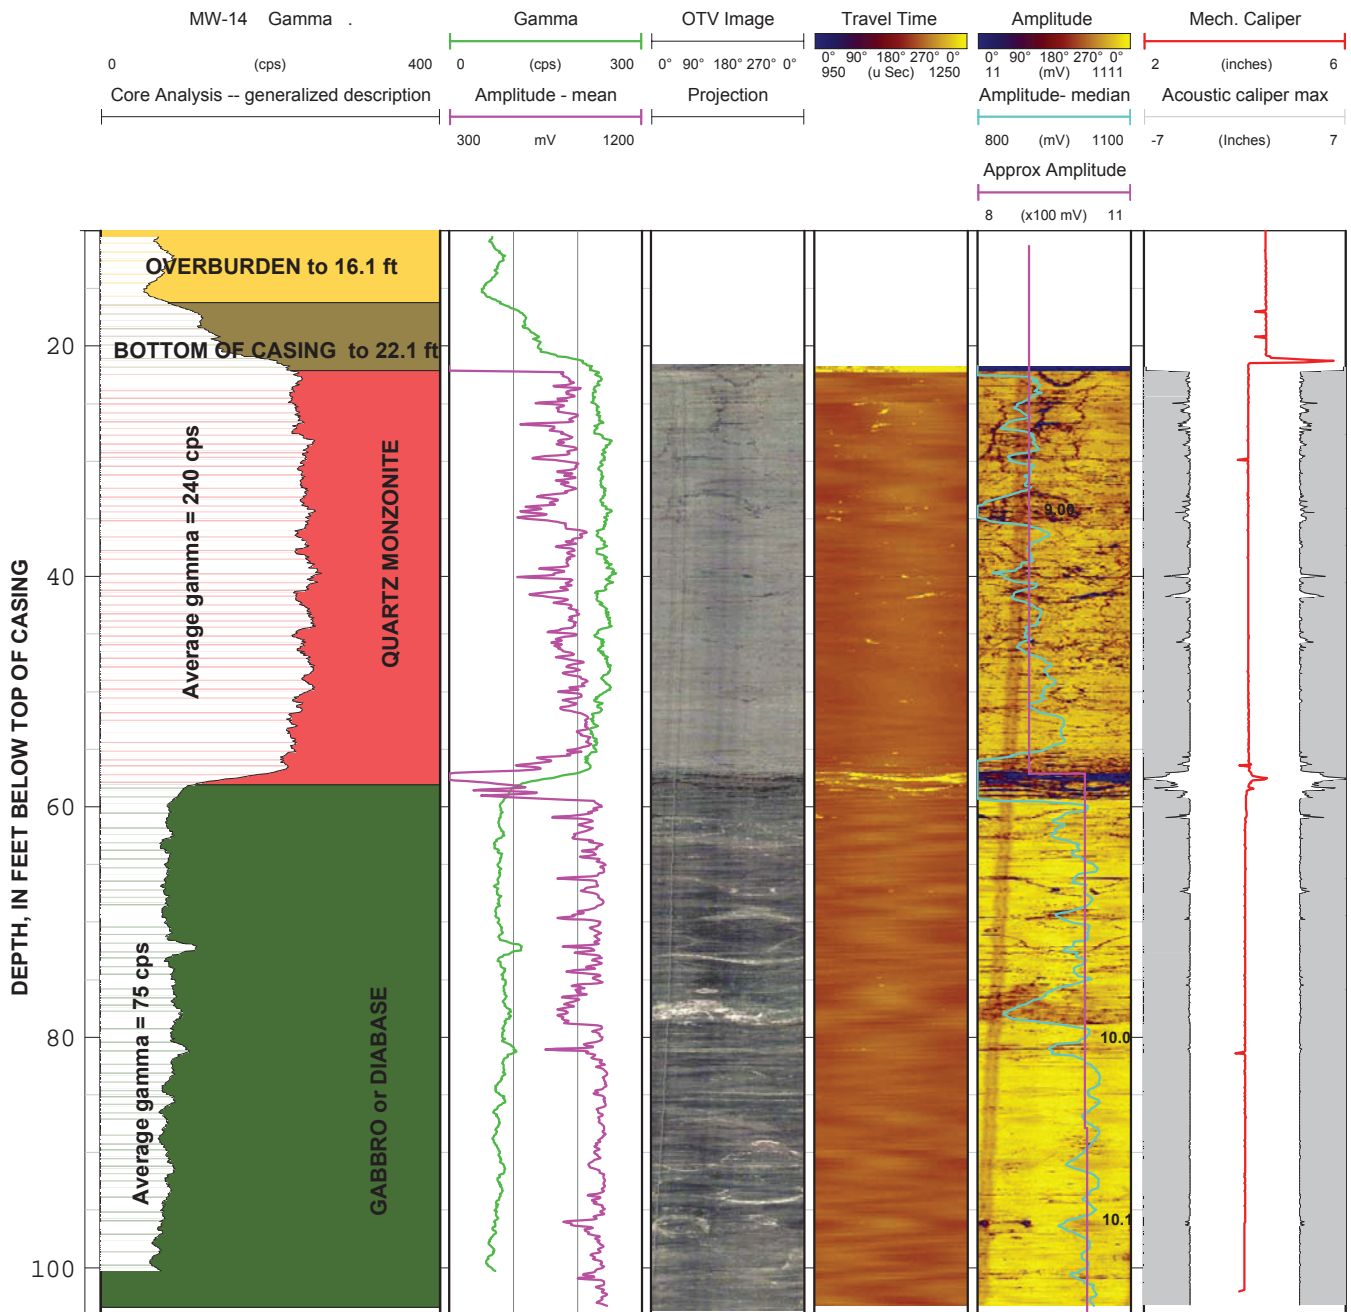 MW-14 Gamma .
0 (cps) 400
Core Analysis -- generalized description
Gamma
0 (cps) 300
Amplitude - mean
300 mV 1200
OTV Image
0° 90° 180° 270° 0°
Projection
Travel Time
0° 90° 180° 270° 0°
950 (u Sec) 1250
Amplitude
0° 90° 180° 270° 0°
11 (mV) 1111
Amplitude- median
800 (mV) 1100
Approx Amplitude
8 (x100 mV) 11
Mech. Caliper
2 (inches) 6
Acoustic caliper max
-7 (Inches) 7
DEPTH, IN FEET BELOW TOP OF CASING
20
40
60
80
100
OVERBURDEN to 16.1 ft
BOTTOM OF CASING to 22.1 ft
Average gamma = 240 cps
QUARTZ MONZONITE
Average gamma = 75 cps
GABBRO or DIABASE
9.00
10.0
10.1